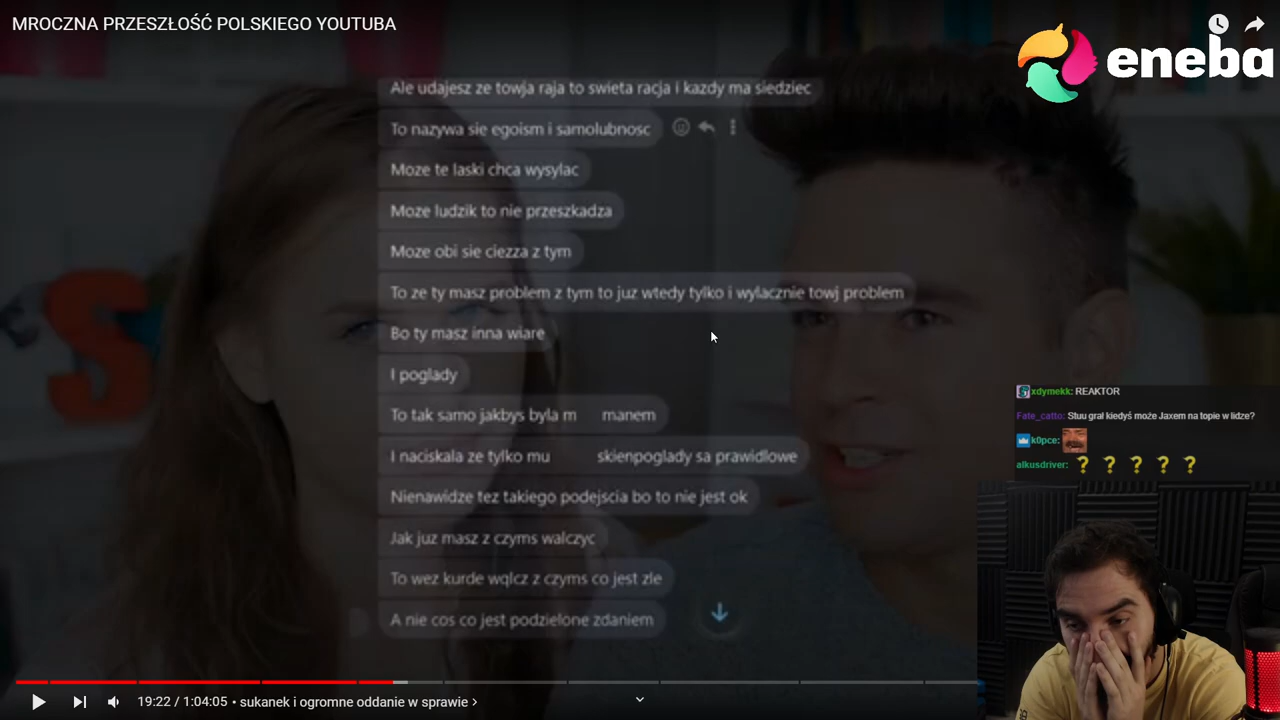 MROCZNA PRZESZŁOŚĆ POLSKIEGO YOUTUBA
eneba
Ale udajesz ze towja raja to swieta racja i kazdy ma siedziec
To nazywa sie egoism i samolubnosc
Moze te laski chca wysylac
Moze ludzik to nie przeszkadza
Moze obi sie ciezza z tym
To ze ty masz problem z tym to juz wtedy tylko i wylacznie towj problem
Bo ty masz inna wiare
I poglady
To tak samo jakbys byla m manem
I naciskala ze tylko mu skienpoglady sa prawidlowe
Nienawidze tez takiego podejscia bo to nie jest ok
Jak juz masz z czyms walczyc
To wez kurde wqlcz z czyms co jest zle
A nie cos co jest podzielone zdaniem
S
xdymekk: REAKTOR
Fate_catto: Stuu grał kiedyś może Jaxem na topie w lidze?
k0pce:
alkusdriver: ? ? ? ? ?
19:22 / 1:04:05 • sukanek i ogromne oddanie w sprawie ›